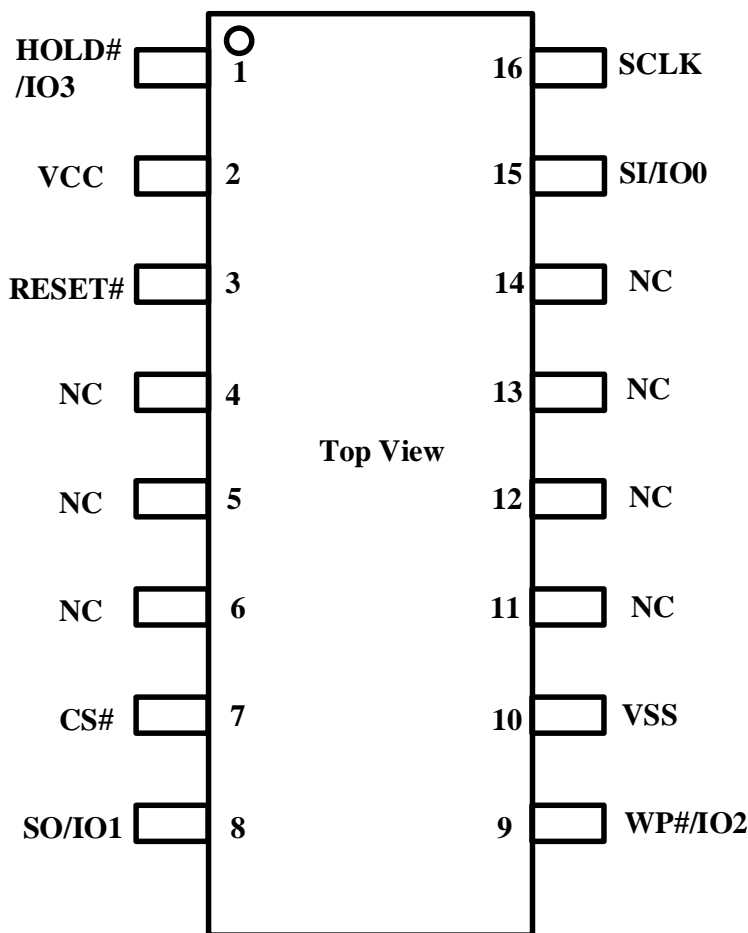 HOLD#
/IO3
1
16
SCLK
VCC
2
15
SI/IO0
RESET#
3
14
NC
NC
4
13
NC
Top View
NC
5
12
NC
NC
6
11
NC
CS#
7
10
VSS
SO/IO1
8
9
WP#/IO2